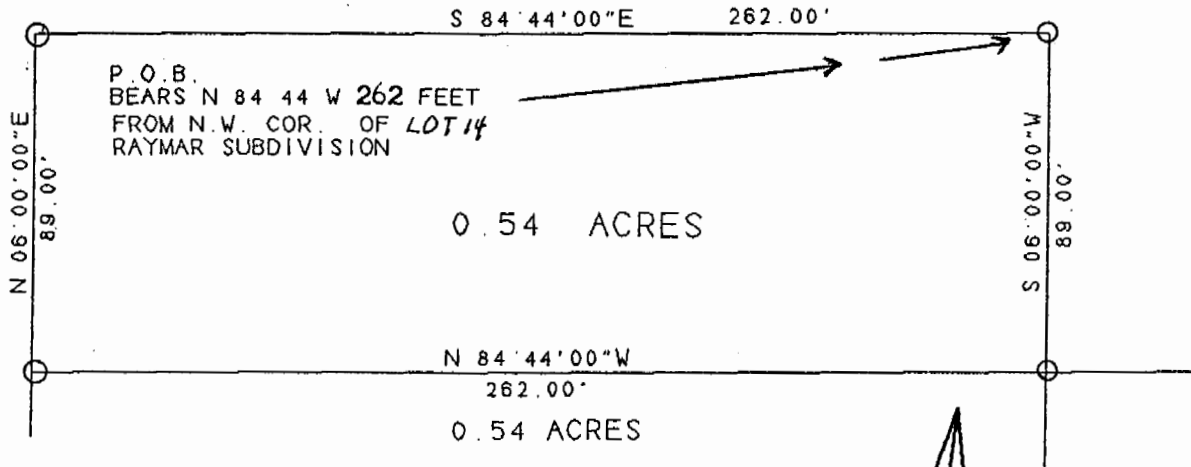 S 84°44'00"E 262.00'
P.O.B.
BEARS N 84 44 W 262 FEET
FROM N.W. COR. OF LOT 14
RAYMAR SUBDIVISION
N 06°00'00"E
89.00'
0.54 ACRES
S 06°00'00"W
89.00'
N 84°44'00"W
262.00'
0.54 ACRES